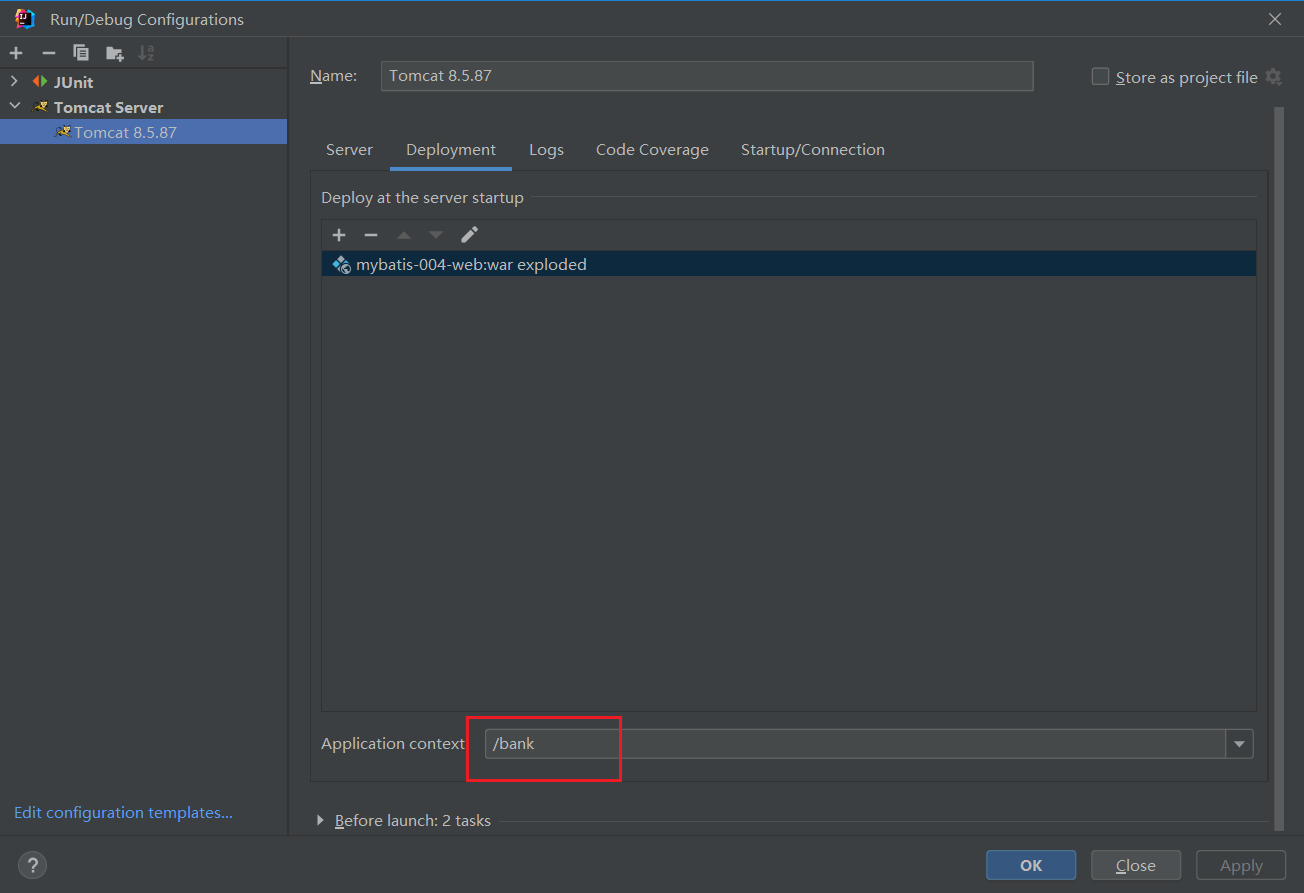 Run/Debug Configurations
JUnit
Tomcat Server
Tomcat 8.5.87
Edit configuration templates...
Name: Tomcat 8.5.87 Store as project file
Server Deployment Logs Code Coverage Startup/Connection
Deploy at the server startup
mybatis-004-web:war exploded
Application context /bank
Before launch: 2 tasks
? OK Close Apply